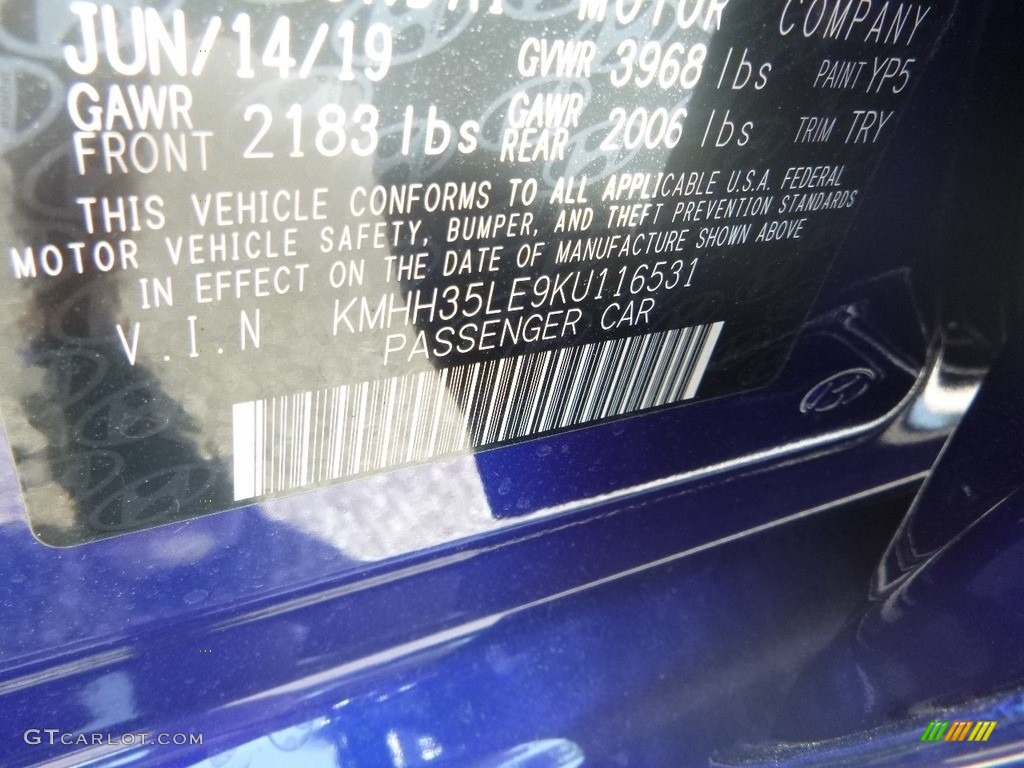 MOTOR COMPANY
JUN/14/19 GVWR 3968 lbs PAINT YP5
GAWR FRONT 2183 lbs GAWR REAR 2006 lbs TRIM TRY
THIS VEHICLE CONFORMS TO ALL APPLICABLE U.S.A. FEDERAL
MOTOR VEHICLE SAFETY, BUMPER, AND THEFT PREVENTION STANDARDS
IN EFFECT ON THE DATE OF MANUFACTURE SHOWN ABOVE
V.I.N KMHH35LE9KU116531
PASSENGER CAR
GTCARLOT.COM